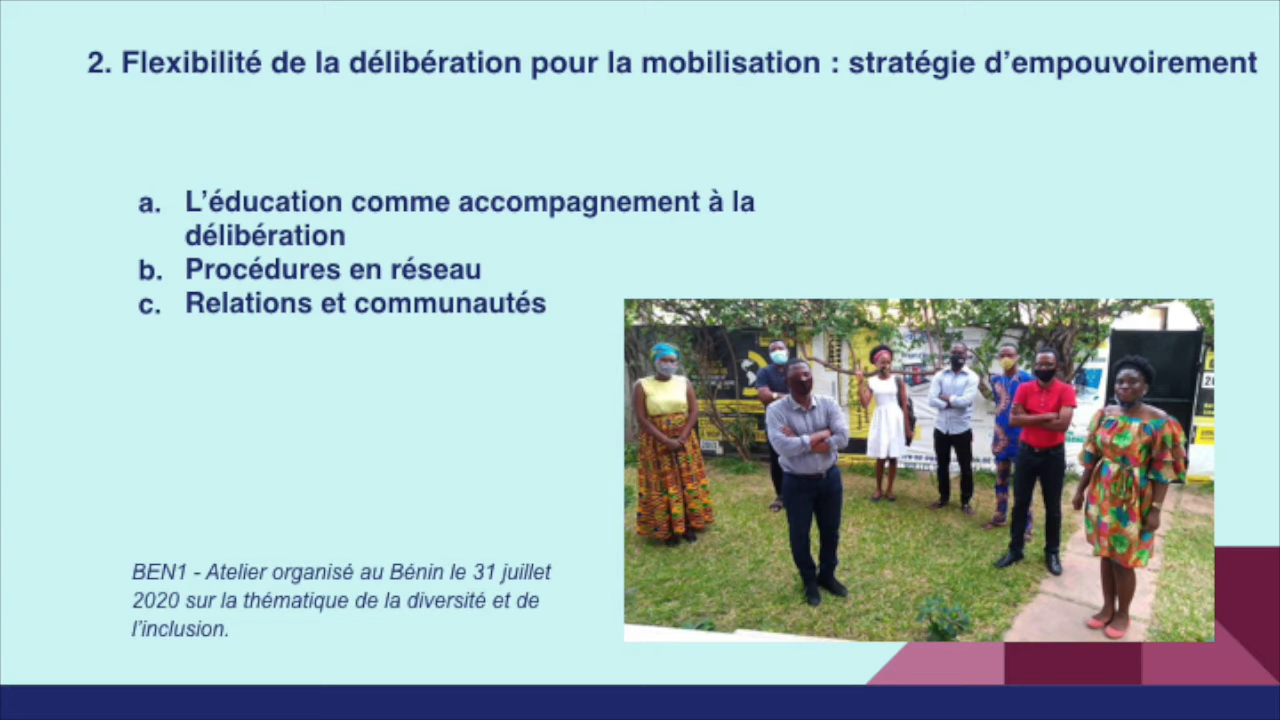 2. Flexibilité de la délibération pour la mobilisation : stratégie d’empouvoirement
a. L’éducation comme accompagnement à la
délibération
b. Procédures en réseau
c. Relations et communautés
BEN1 - Atelier organisé au Bénin le 31 juillet
2020 sur la thématique de la diversité et de
l’inclusion.